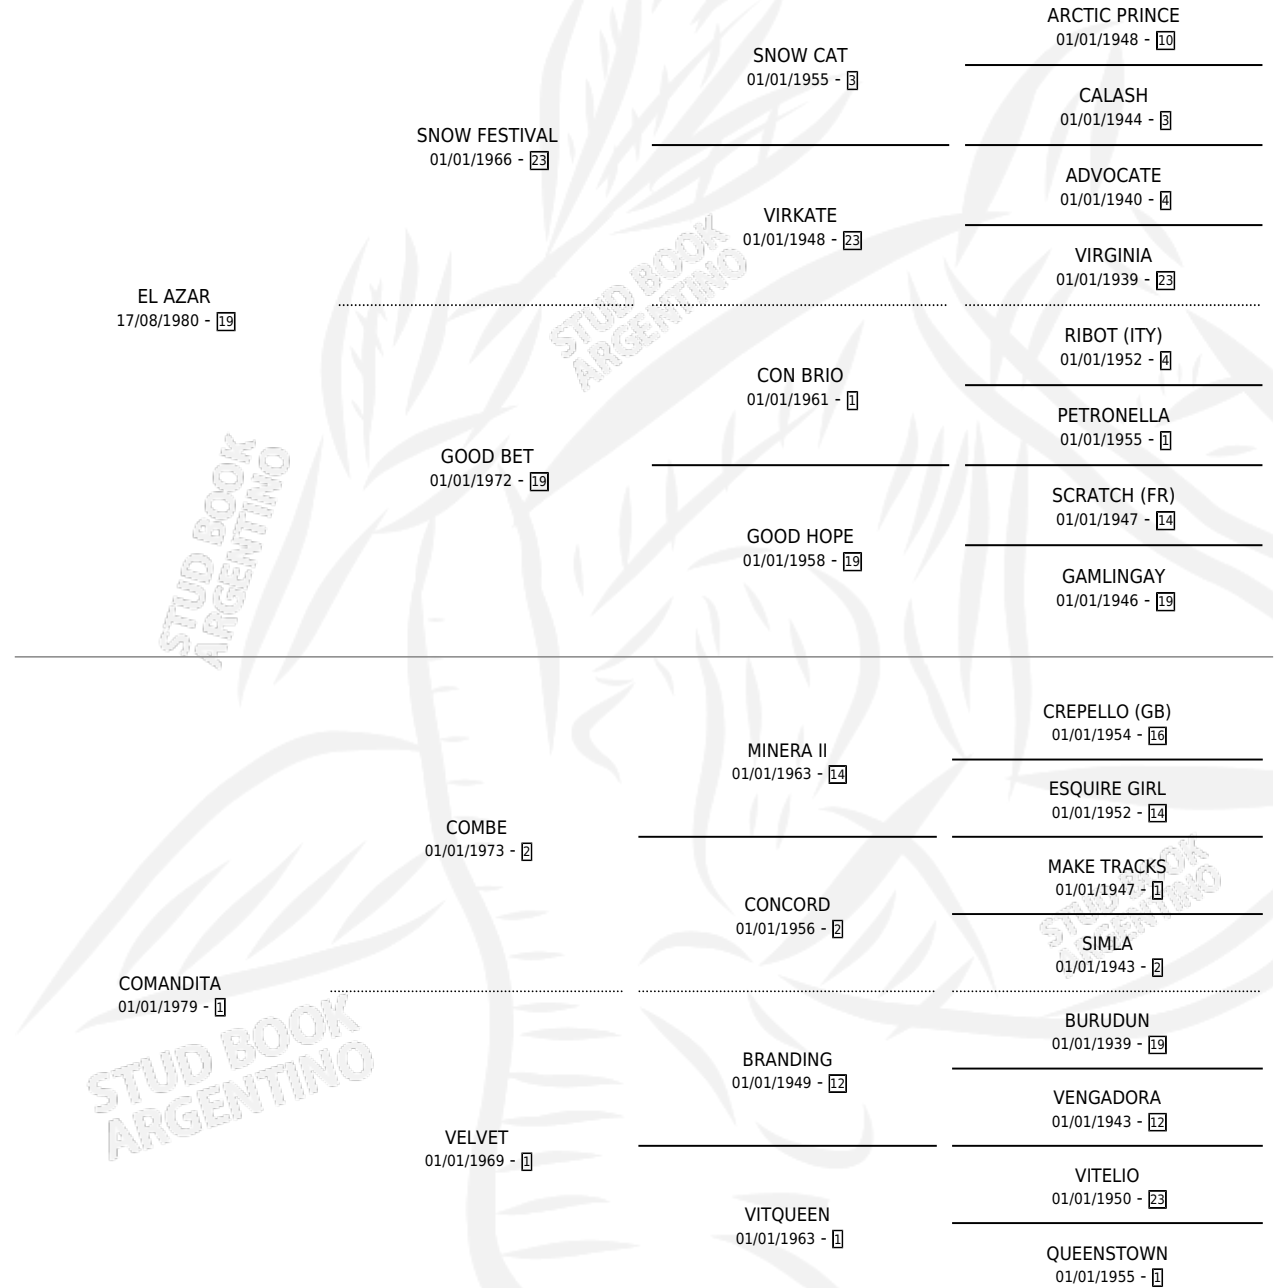 ARCTIC PRINCE
01/01/1948 - 10
SNOW CAT
01/01/1955 - 3
CALASH
01/01/1944 - 3
SNOW FESTIVAL
01/01/1966 - 23
ADVOCATE
01/01/1940 - 4
VIRKATE
01/01/1948 - 23
VIRGINIA
01/01/1939 - 23
EL AZAR
17/08/1980 - 19
STUD BOOK
ARGENTINO
RIBOT (ITY)
01/01/1952 - 4
CON BRIO
01/01/1961 - 1
PETRONELLA
01/01/1955 - 1
GOOD BET
01/01/1972 - 19
SCRATCH (FR)
01/01/1947 - 14
GOOD HOPE
01/01/1958 - 19
GAMLINGAY
01/01/1946 - 19
STUD BOOK
ARGENTINO
CREPELLO (GB)
01/01/1954 - 16
MINERA II
01/01/1963 - 14
ESQUIRE GIRL
01/01/1952 - 14
COMBE
01/01/1973 - 2
MAKE TRACKS
01/01/1947 - 1
CONCORD
01/01/1956 - 2
SIMLA
01/01/1943 - 2
STUD BOOK
ARGENTINO
COMANDITA
01/01/1979 - 1
BURUDUN
01/01/1939 - 19
BRANDING
01/01/1949 - 12
VENGADORA
01/01/1943 - 12
STUD BOOK
ARGENTINO
VELVET
01/01/1969 - 1
VITELIO
01/01/1950 - 23
VITQUEEN
01/01/1963 - 1
QUEENSTOWN
01/01/1955 - 1